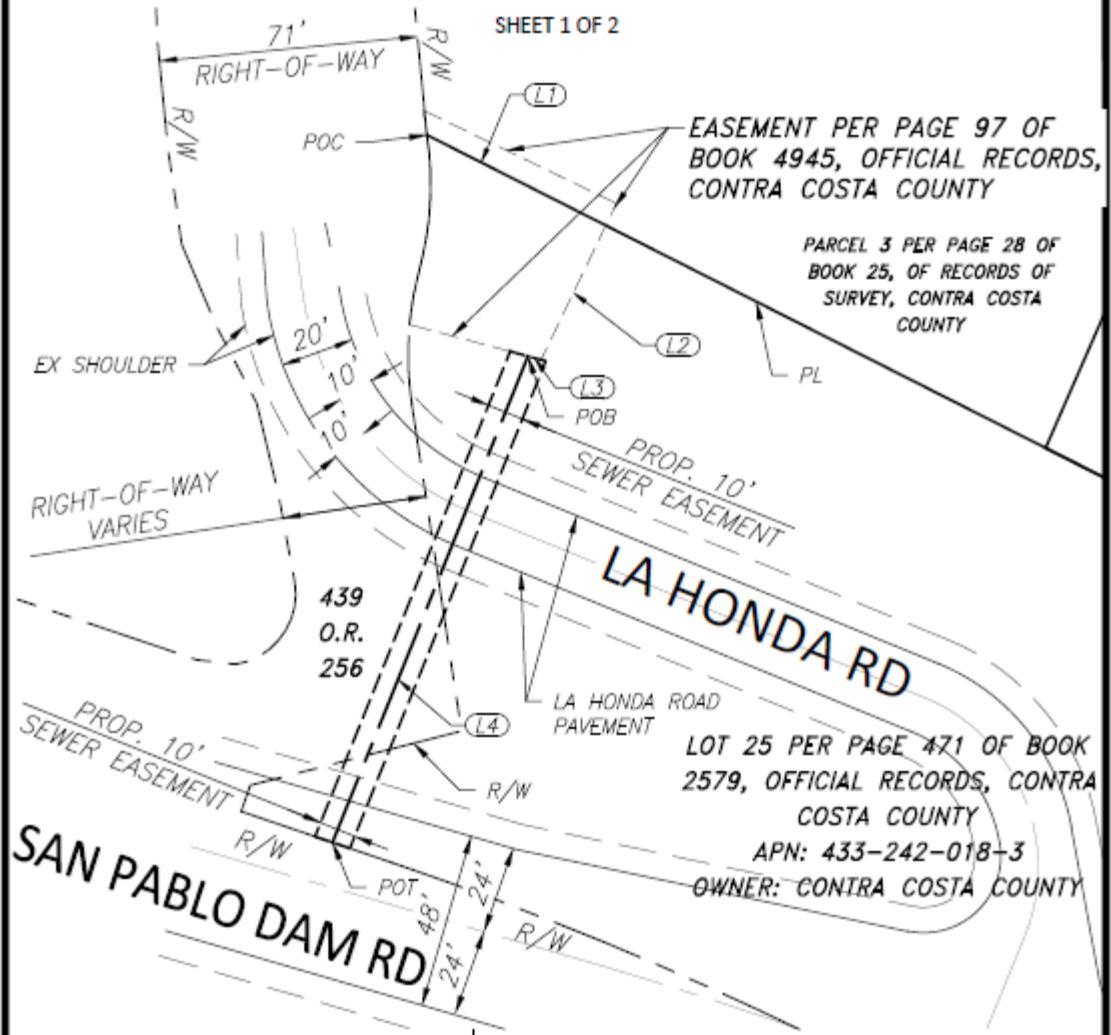 SHEET 1 OF 2
71'
RIGHT-OF-WAY
R/W
R/W
L1
POC
EASEMENT PER PAGE 97 OF
BOOK 4945, OFFICIAL RECORDS,
CONTRA COSTA COUNTY
PARCEL 3 PER PAGE 28 OF
BOOK 25, OF RECORDS OF
SURVEY, CONTRA COSTA
COUNTY
EX SHOULDER
20'
10'
10'
L2
L3
POB
PL
PROP. 10'
SEWER EASEMENT
RIGHT-OF-WAY
VARIES
LA HONDA RD
439
O.R.
256
LA HONDA ROAD
PAVEMENT
L4
R/W
PROP. 10'
SEWER EASEMENT
LOT 25 PER PAGE 471 OF BOOK
2579, OFFICIAL RECORDS, CONTRA
COSTA COUNTY
APN: 433-242-018-3
OWNER: CONTRA COSTA COUNTY
R/W
POT
SAN PABLO DAM RD
48'
24'
24'
R/W